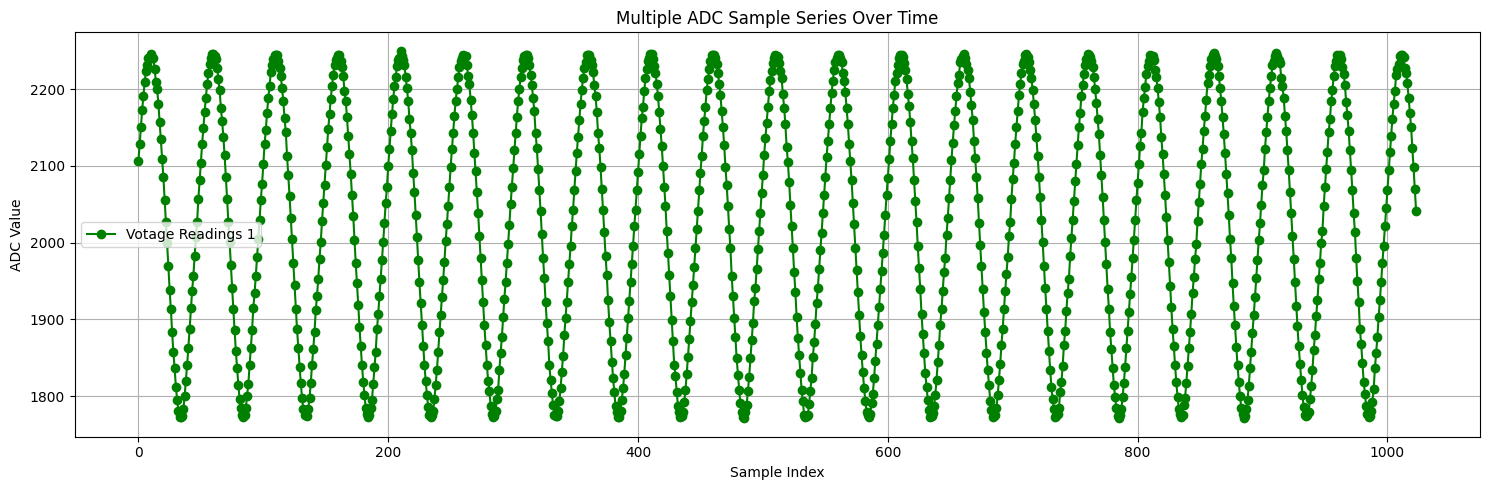 Multiple ADC Sample Series Over Time
ADC Value
2200
2100
2000
1900
1800
Votage Readings 1
0 200 400 600 800 1000
Sample Index